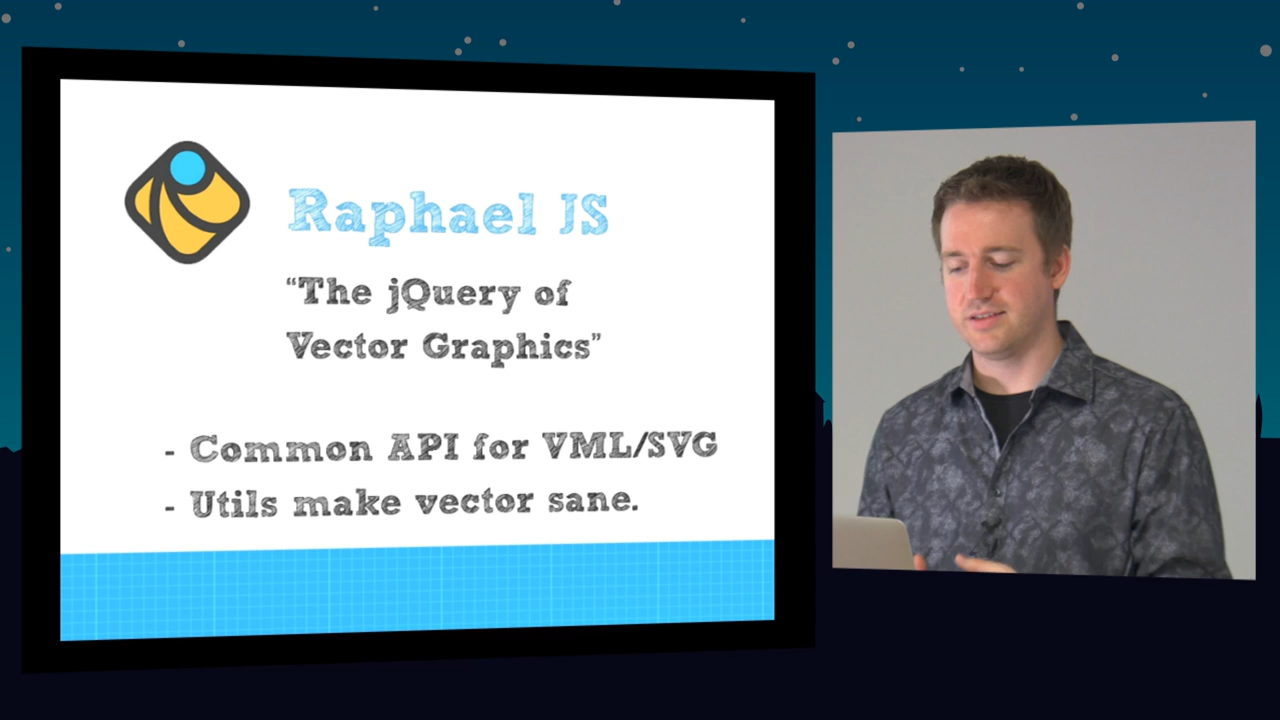 Raphael JS
“The jQuery of
Vector Graphics”
- Common API for VML/SVG
- Utils make vector sane.